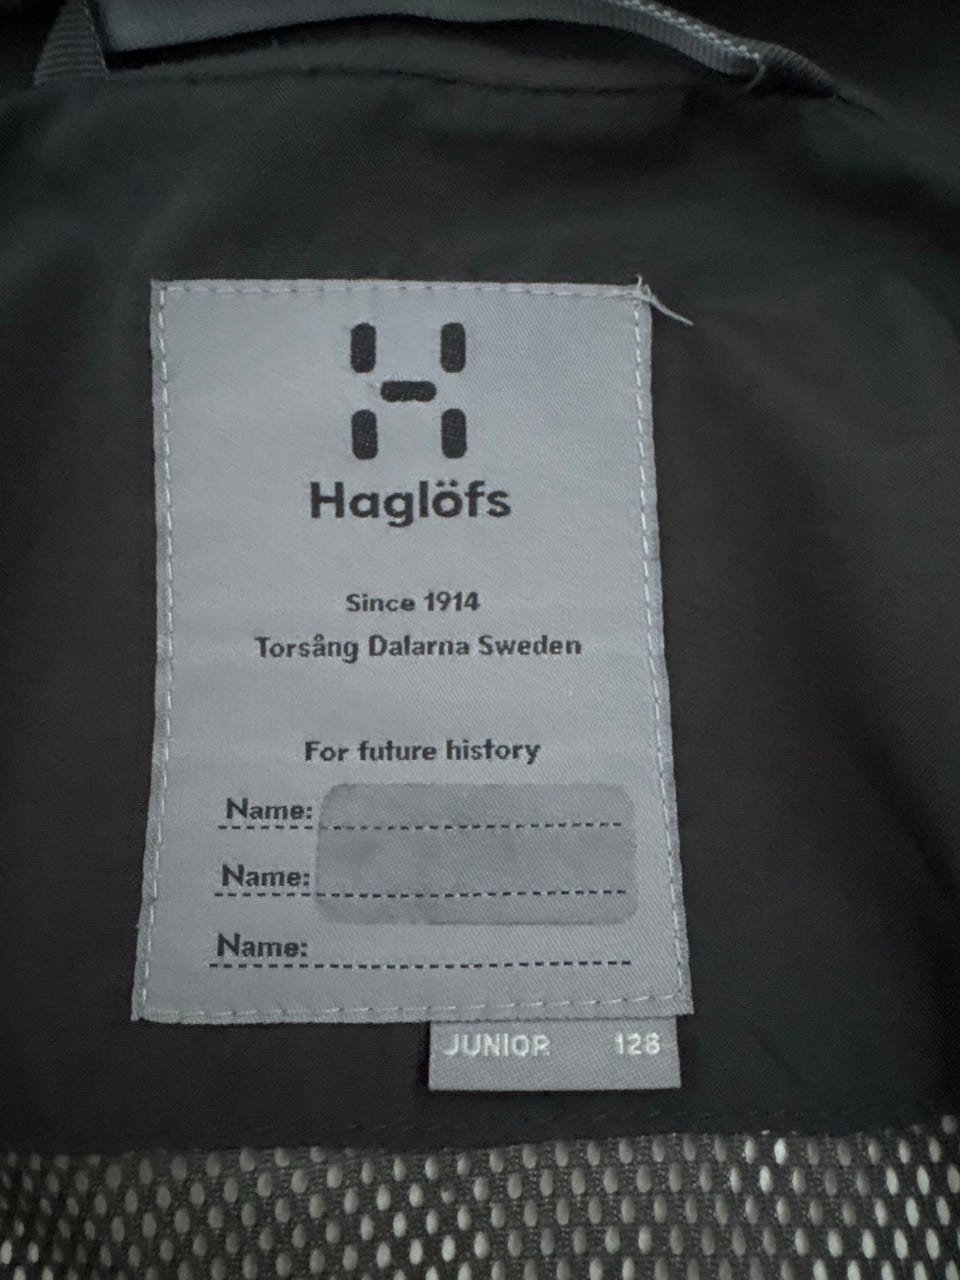 Haglöfs
Since 1914
Torsång Dalarna Sweden
For future history
Name:
Name:
Name:
JUNIOR 128